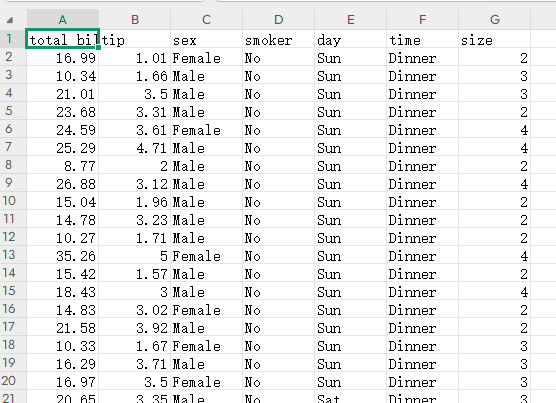 A B C D E F G
1 total bil tip sex smoker day time size
2 16.99 1.01 Female No Sun Dinner 2
3 10.34 1.66 Male No Sun Dinner 3
4 21.01 3.5 Male No Sun Dinner 3
5 23.68 3.31 Male No Sun Dinner 2
6 24.59 3.61 Female No Sun Dinner 4
7 25.29 4.71 Male No Sun Dinner 4
8 8.77 2 Male No Sun Dinner 2
9 26.88 3.12 Male No Sun Dinner 4
10 15.04 1.96 Male No Sun Dinner 2
11 14.78 3.23 Male No Sun Dinner 2
12 10.27 1.71 Male No Sun Dinner 2
13 35.26 5 Female No Sun Dinner 4
14 15.42 1.57 Male No Sun Dinner 2
15 18.43 3 Male No Sun Dinner 4
16 14.83 3.02 Female No Sun Dinner 2
17 21.58 3.92 Male No Sun Dinner 2
18 10.33 1.67 Female No Sun Dinner 3
19 16.29 3.71 Male No Sun Dinner 3
20 16.97 3.5 Female No Sun Dinner 3
21 20.65 3.35 Male No Sat Dinner 3